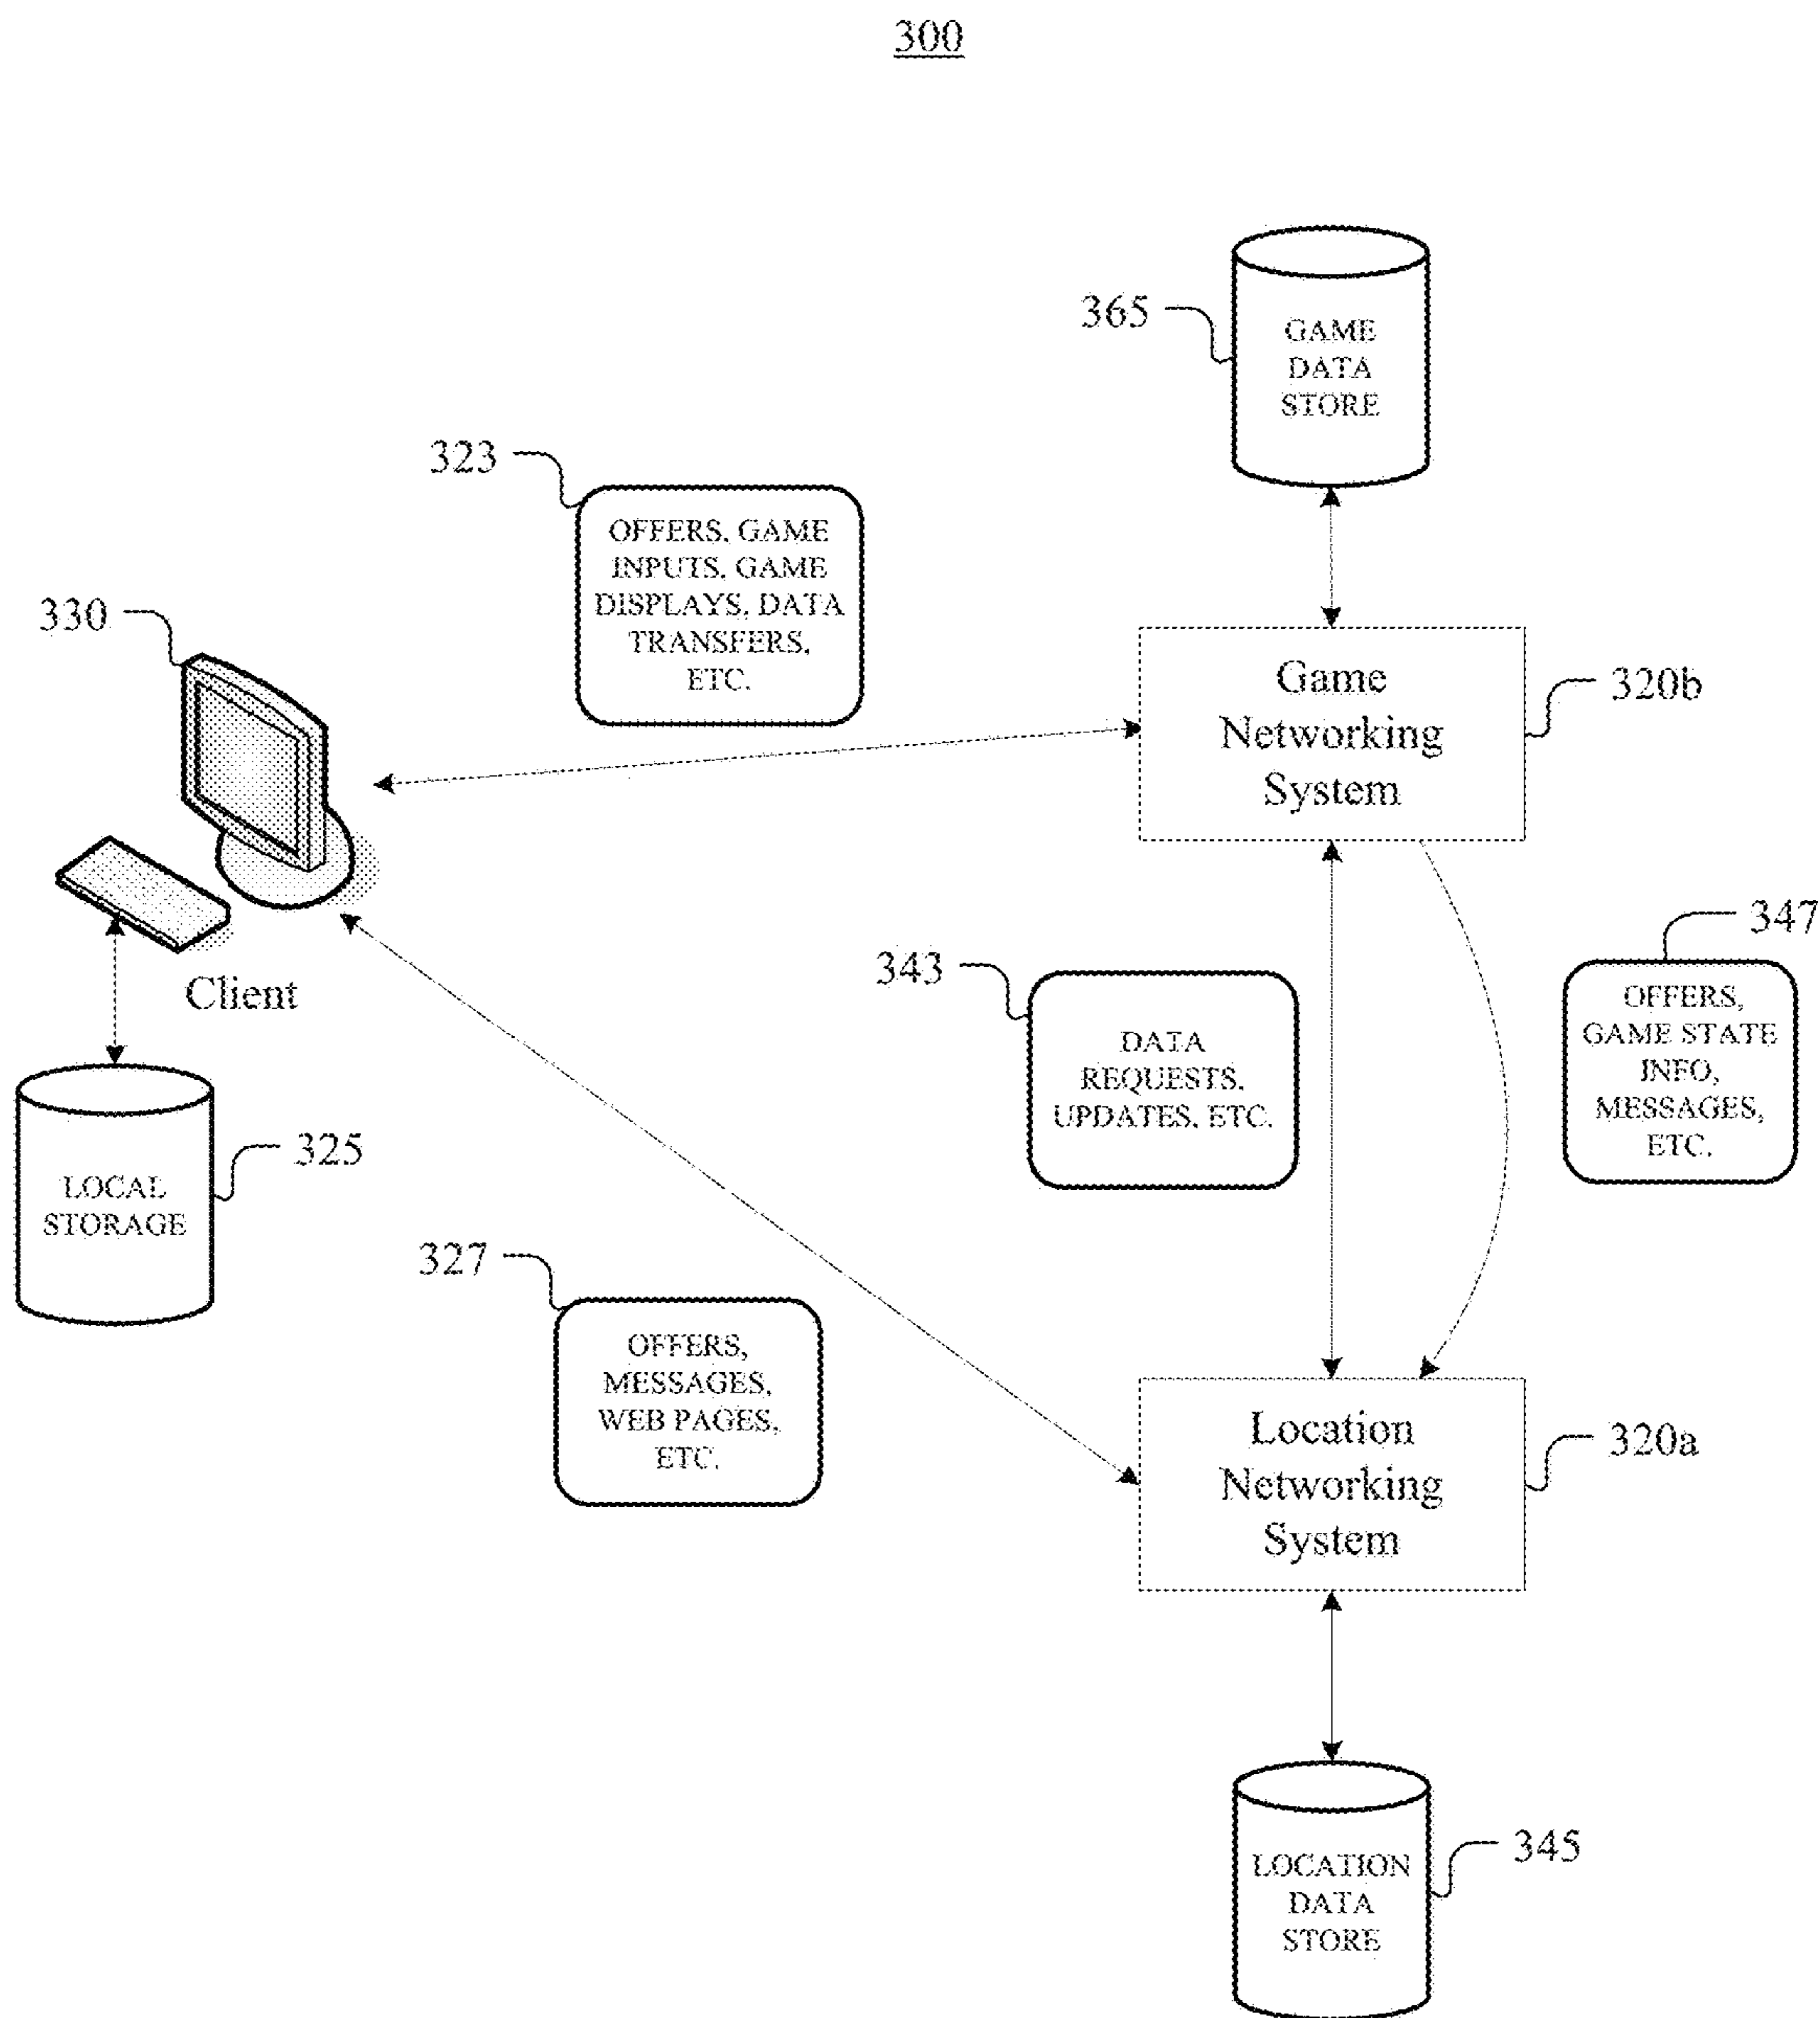 300
365
GAME
DATA
STORE
323
OFFERS, GAME
INPUTS, GAME
DISPLAYS, DATA
TRANSFERS,
ETC.
330
Game
Networking
System
320b
347
OFFERS,
GAME STATE
INFO,
MESSAGES,
ETC.
343
DATA
REQUESTS,
UPDATES, ETC.
Client
325
LOCAL
STORAGE
327
OFFERS,
MESSAGES,
WEB PAGES,
ETC.
Location
Networking
System
320a
345
LOCATION
DATA
STORE